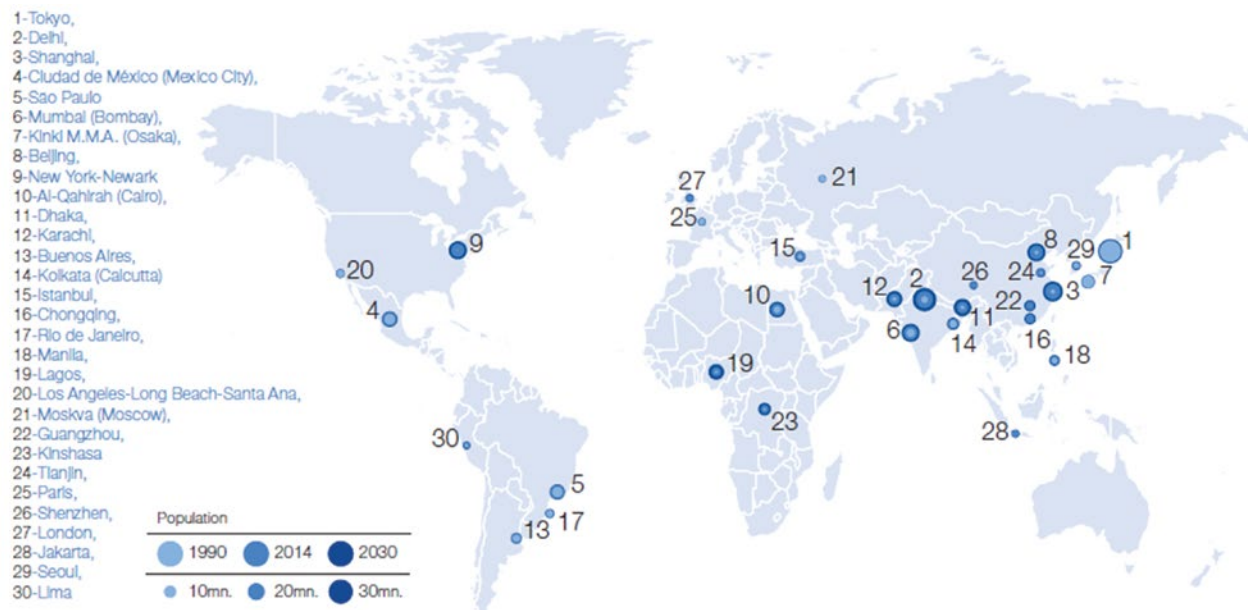 1-Tokyo,
2-Delhi,
3-Shanghai,
4-Ciudad de México (Mexico City),
5-São Paulo
6-Mumbai (Bombay),
7-Kinki M.M.A. (Osaka),
8-Beijing,
9-New York-Newark
10-Al-Qahirah (Cairo),
11-Dhaka,
12-Karachi,
13-Buenos Aires,
14-Kolkata (Calcutta)
15-Istanbul,
16-Chongqing,
17-Rio de Janeiro,
18-Manila,
19-Lagos,
20-Los Angeles-Long Beach-Santa Ana,
21-Moskva (Moscow),
22-Guangzhou,
23-Kinshasa
24-Tianjin,
25-Paris,
26-Shenzhen,
27-London,
28-Jakarta,
29-Seoul,
30-Lima
Population
1990 2014 2030
10mn. 20mn. 30mn.
27
21
25
9
15
8
29
1
20
26
24
7
12
2
10
3
4
22
6
11
14
16
19
18
23
30
28
5
17
13